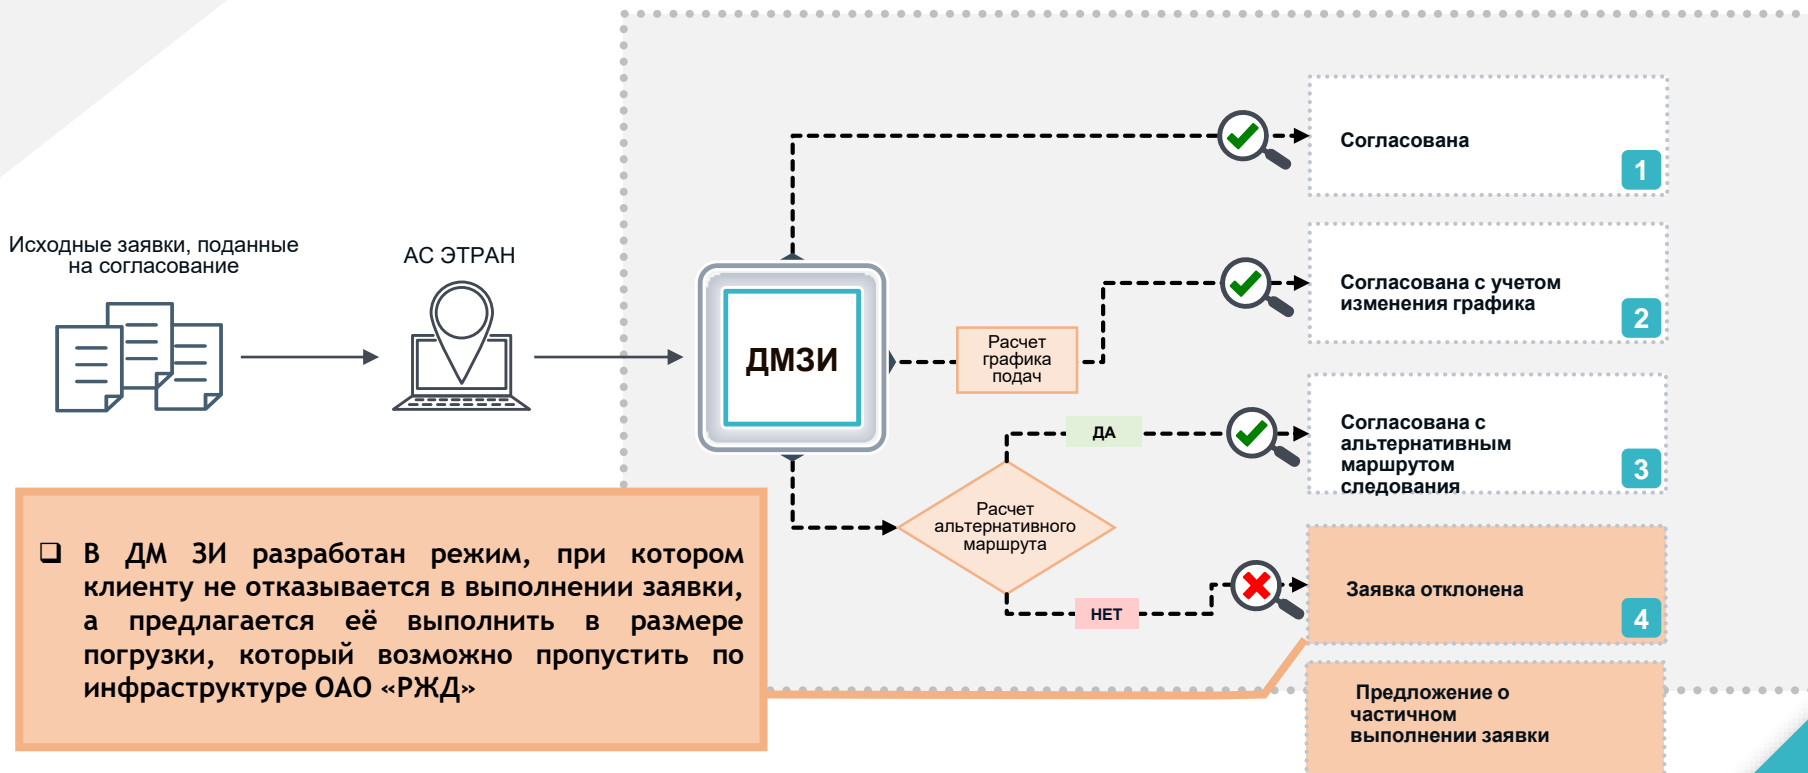 Исходные заявки, поданные
на согласование
АС ЭТРАН
ДМЗИ
Расчет
графика
подач
Расчет
альтернативного
маршрута
ДА
НЕТ
Согласована
1
Согласована с учетом
изменения графика
2
Согласована с
альтернативным
маршрутом
следования
3
Заявка отклонена
4
Предложение о
частичном
выполнении заявки
В ДМ ЗИ разработан режим, при котором
клиенту не отказывается в выполнении заявки,
а предлагается её выполнить в размере
погрузки, который возможно пропустить по
инфраструктуре ОАО «РЖД»